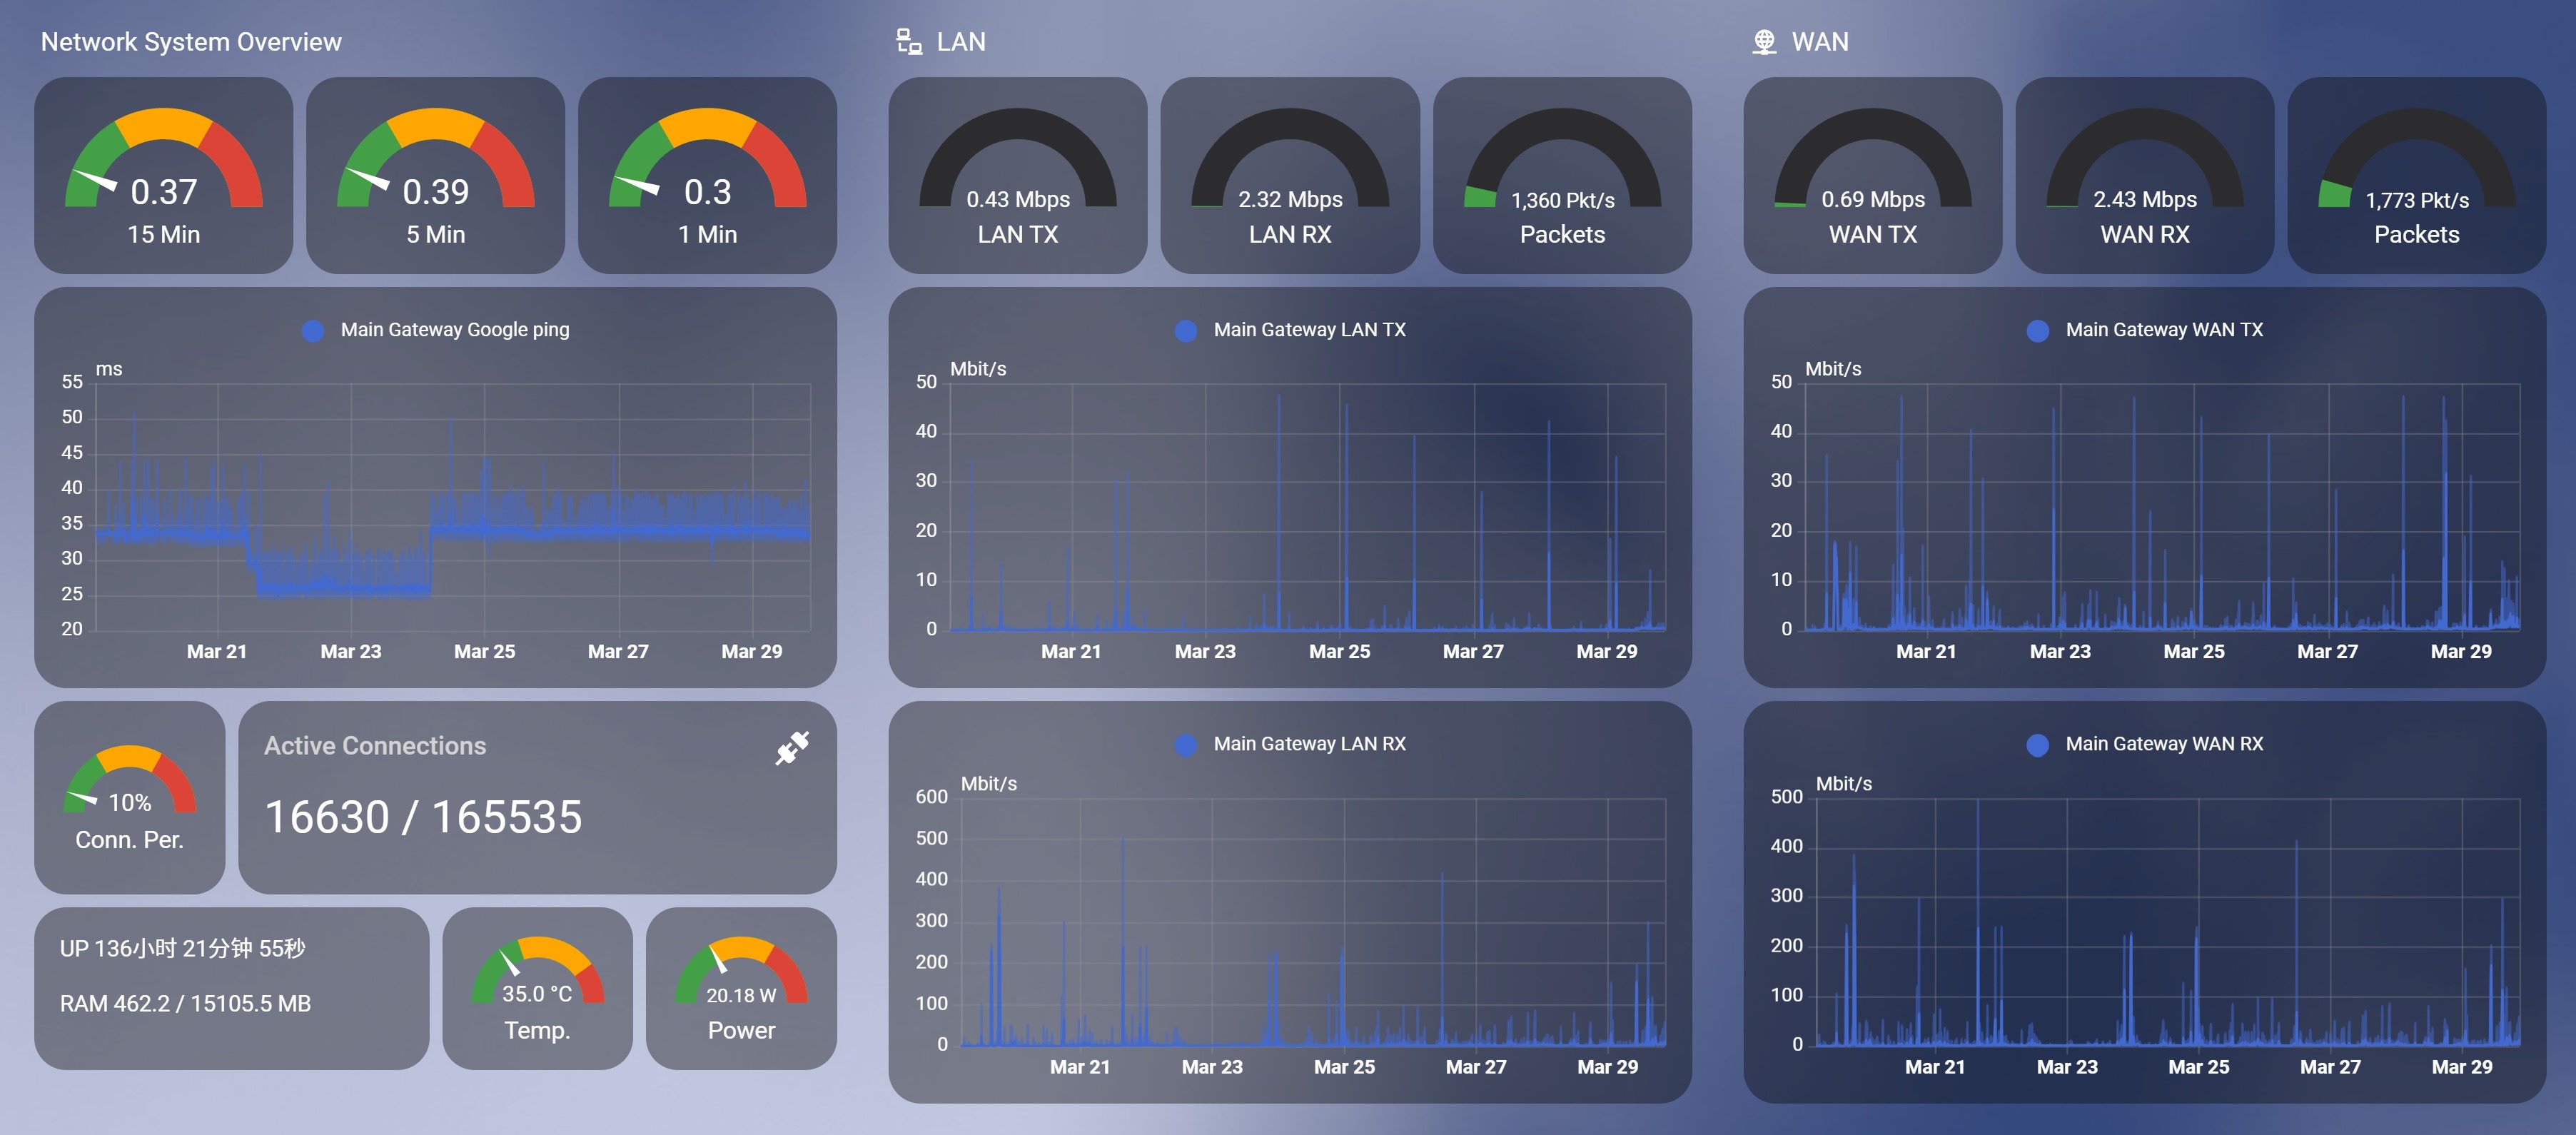 Network System Overview
0.37
15 Min
0.39
5 Min
0.3
1 Min
Main Gateway Google ping
ms
55
50
45
40
35
30
25
20
Mar 21 Mar 23 Mar 25 Mar 27 Mar 29
10%
Conn. Per.
Active Connections
16630 / 165535
UP 136小时 21分钟 55秒
RAM 462.2 / 15105.5 MB
35.0 °C
Temp.
20.18 W
Power
LAN
0.43 Mbps
LAN TX
2.32 Mbps
LAN RX
1,360 Pkt/s
Packets
Main Gateway LAN TX
Mbit/s
50
40
30
20
10
0
Mar 21 Mar 23 Mar 25 Mar 27 Mar 29
Main Gateway LAN RX
Mbit/s
600
500
400
300
200
100
0
Mar 21 Mar 23 Mar 25 Mar 27 Mar 29
WAN
0.69 Mbps
WAN TX
2.43 Mbps
WAN RX
1,773 Pkt/s
Packets
Main Gateway WAN TX
Mbit/s
50
40
30
20
10
0
Mar 21 Mar 23 Mar 25 Mar 27 Mar 29
Main Gateway WAN RX
Mbit/s
500
400
300
200
100
0
Mar 21 Mar 23 Mar 25 Mar 27 Mar 29